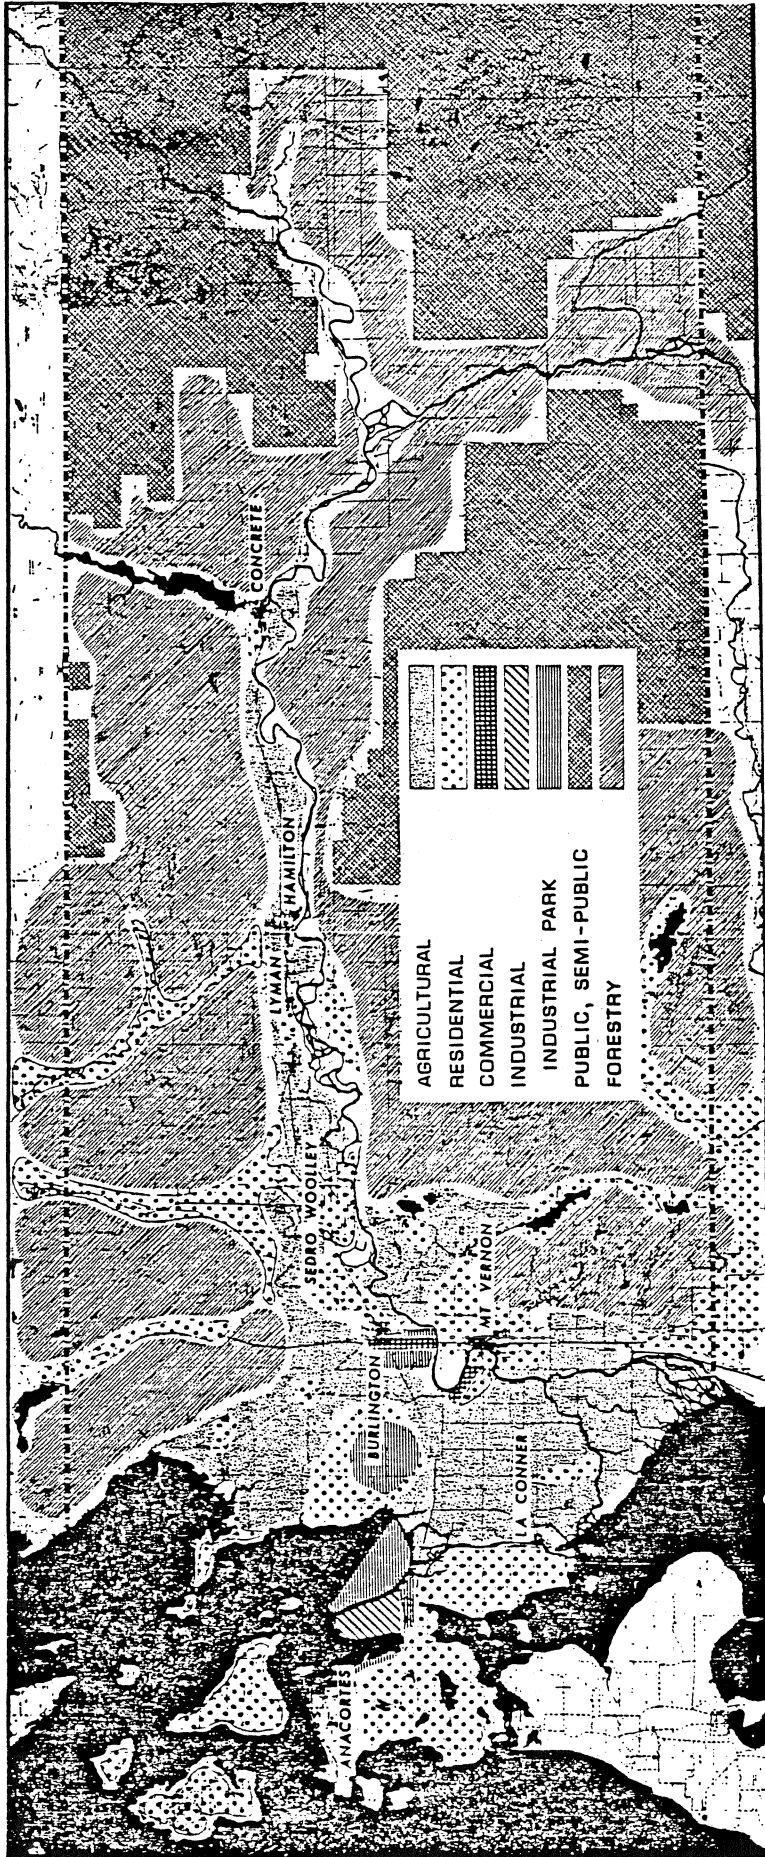 ANACORTES
LA CONNER
BURLINGTON
MT VERNON
SEDRO WOOLLEY
LYMAN
HAMILTON
CONCRETE
AGRICULTURAL
RESIDENTIAL
COMMERCIAL
INDUSTRIAL
INDUSTRIAL PARK
PUBLIC, SEMI-PUBLIC
FORESTRY